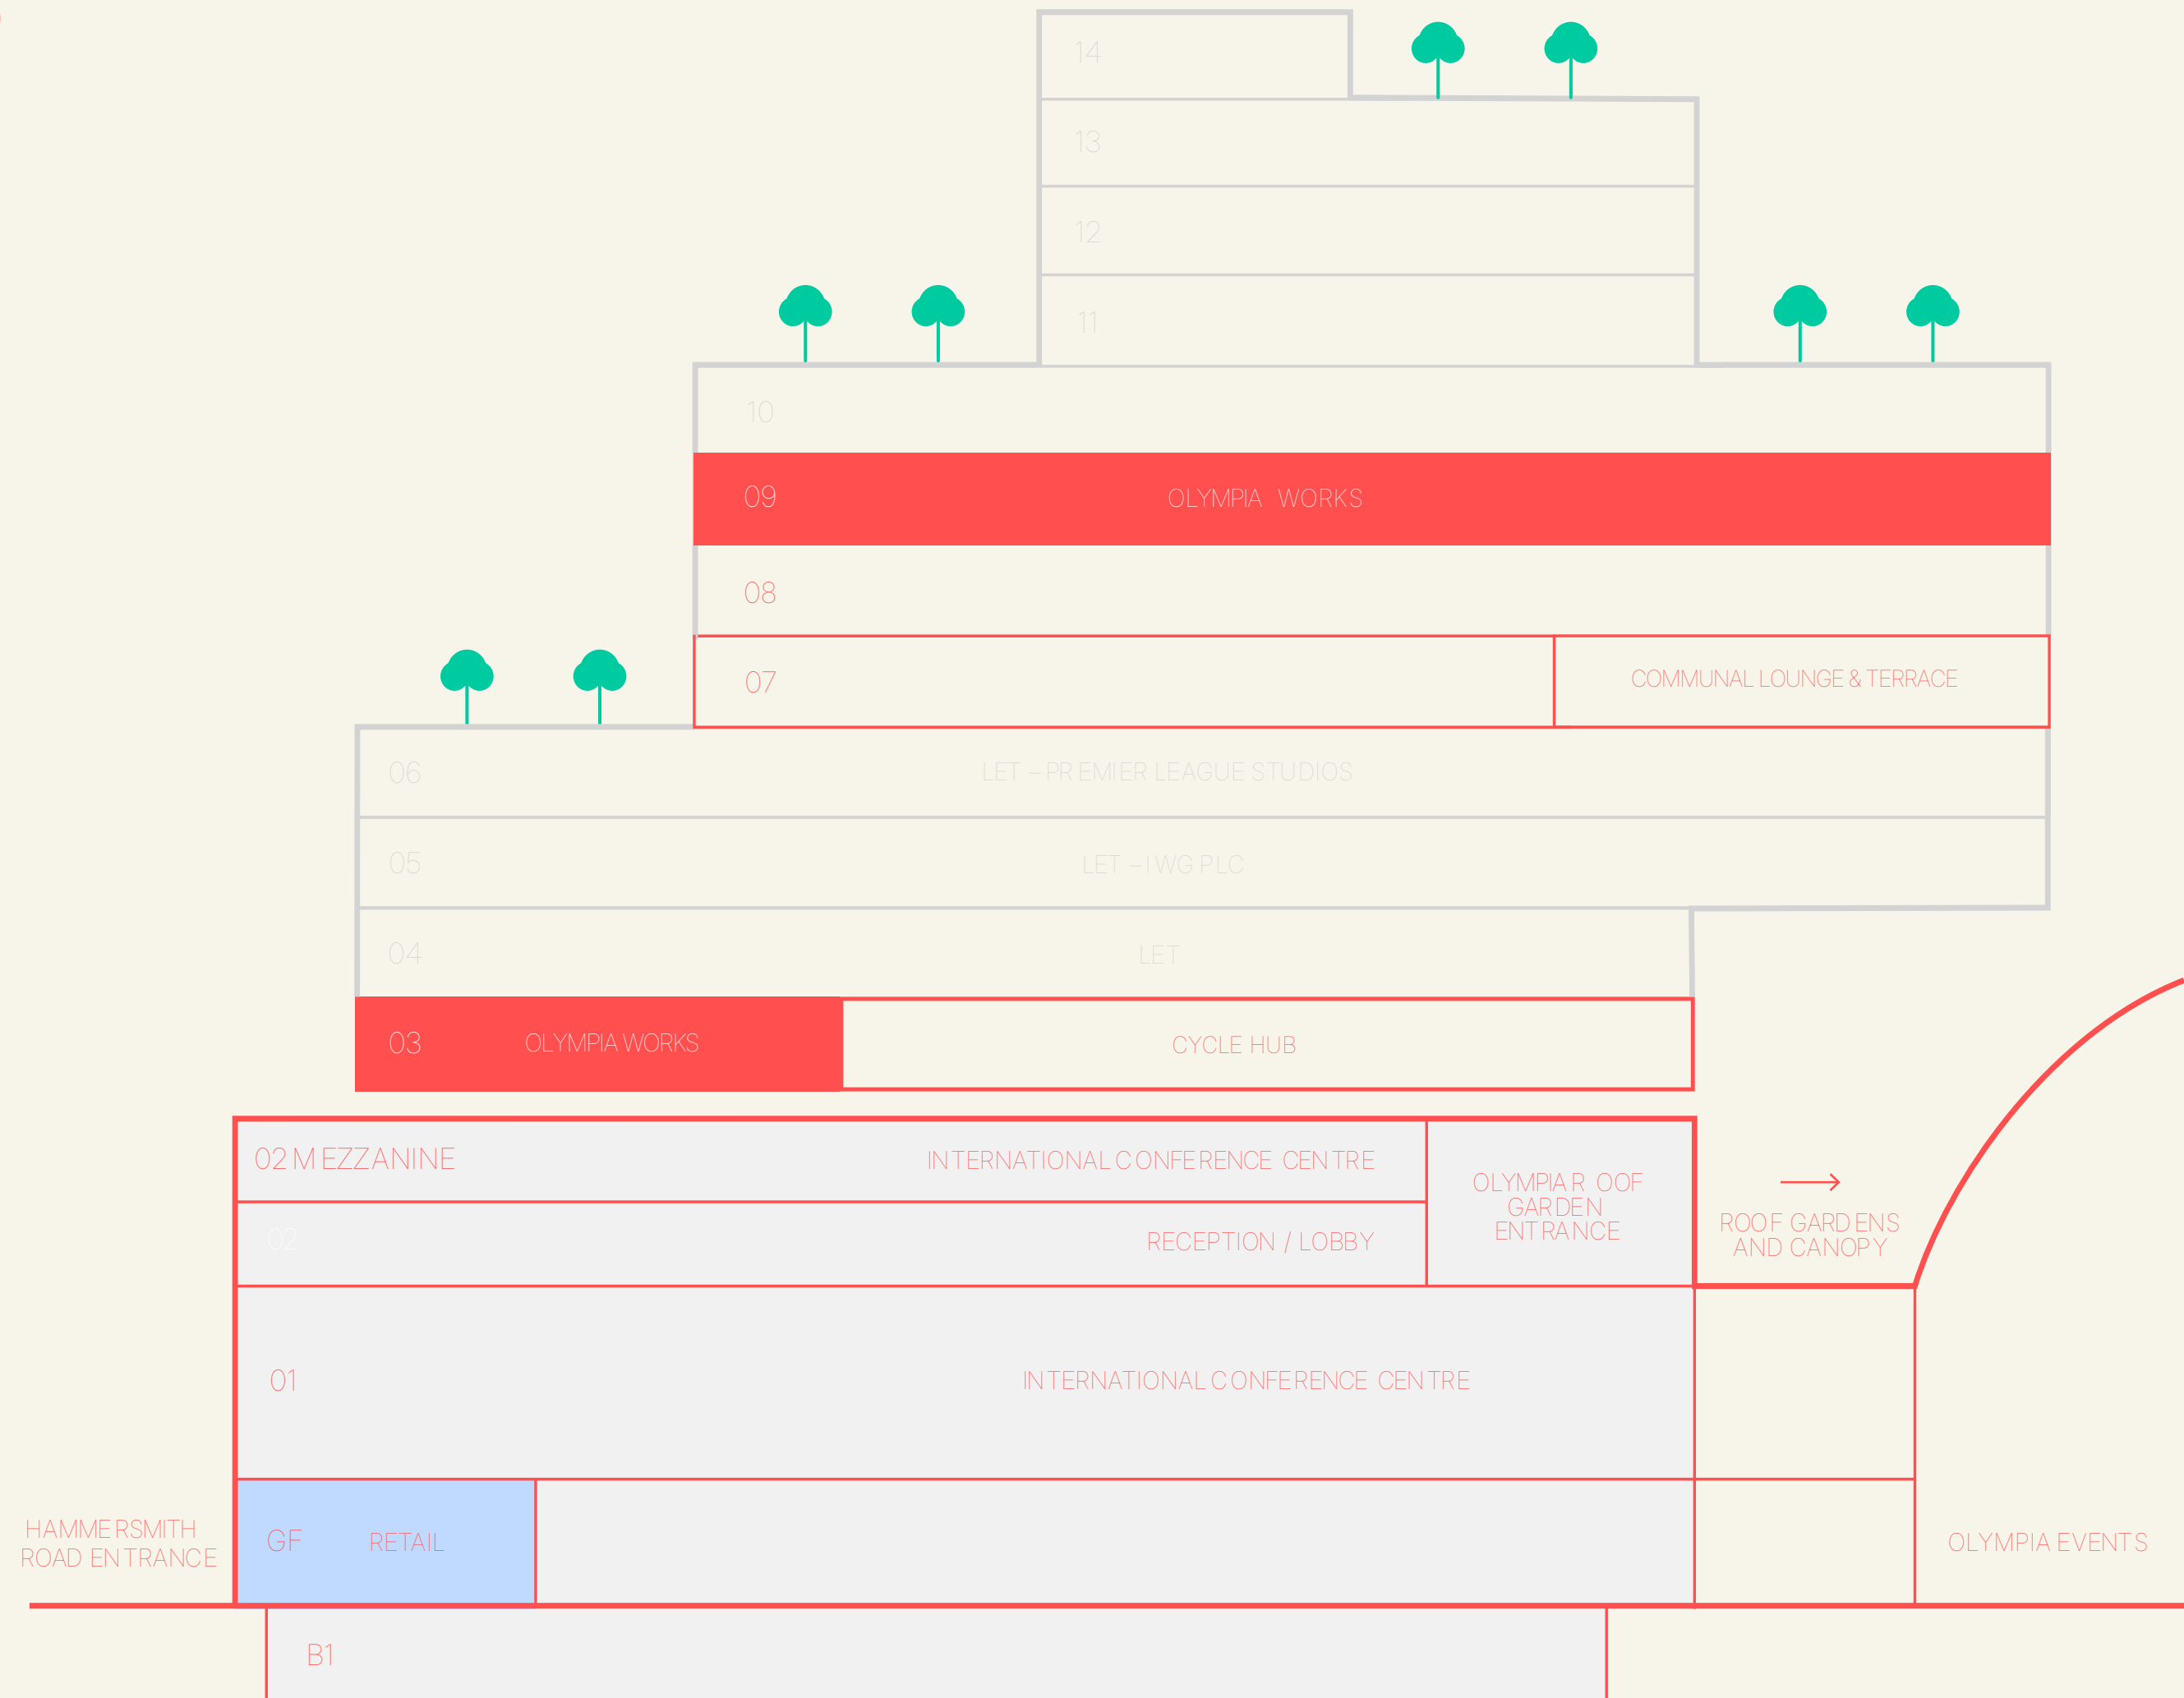 14
13
12
11
10
09 OLYMPIA WORKS
08
07 COMMUNAL LOUNGE & TERRACE
06 LET – PREMIER LEAGUE STUDIOS
05 LET – IWG PLC
04 LET
03 OLYMPIA WORKS CYCLE HUB
02 MEZZANINE INTERNATIONAL CONFERENCE CENTRE
OLYMPIA ROOF
GARDEN
ENTRANCE
02 RECEPTION / LOBBY
ROOF GARDENS
AND CANOPY
01 INTERNATIONAL CONFERENCE CENTRE
HAMMERSMITH
ROAD ENTRANCE
GF RETAIL
OLYMPIA EVENTS
B1